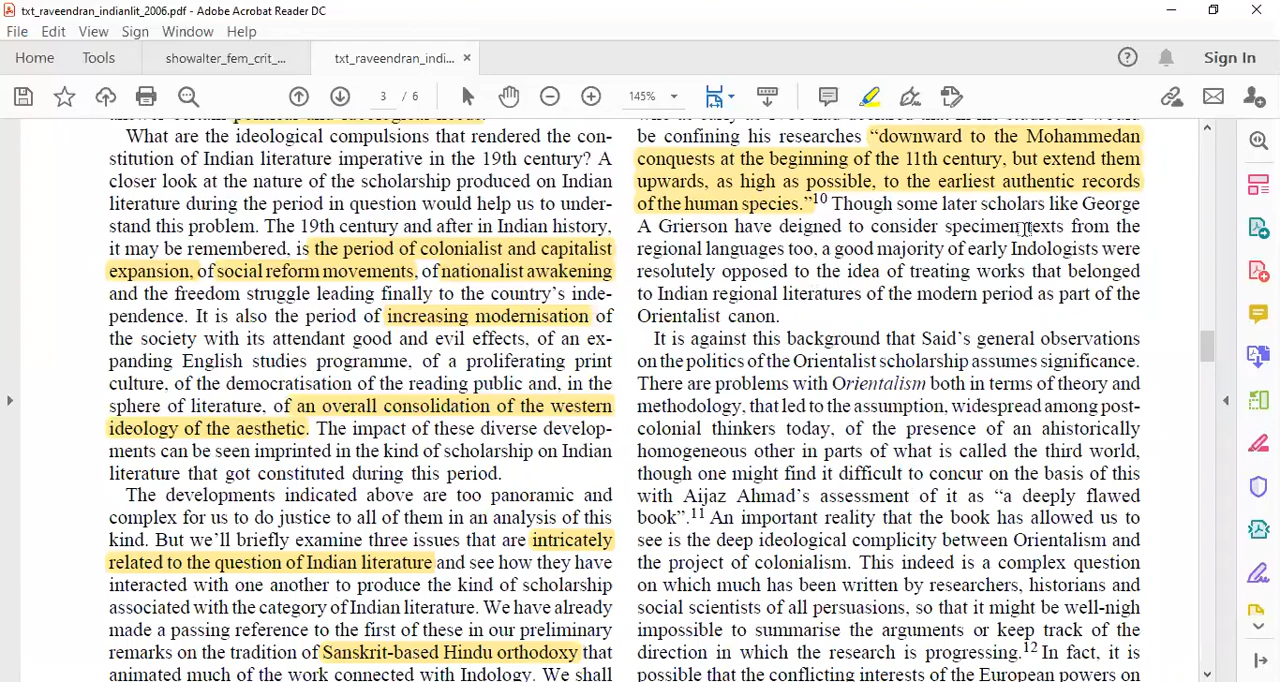 txt_raveendran_indianlit_2006.pdf - Adobe Acrobat Reader DC
File Edit View Sign Window Help
Home Tools showalter_fem_crit_... txt_raveendran_indi... × Sign In
3 / 6 145%
What are the ideological compulsions that rendered the con-
stitution of Indian literature imperative in the 19th century? A
closer look at the nature of the scholarship produced on Indian
literature during the period in question would help us to under-
stand this problem. The 19th century and after in Indian history,
it may be remembered, is the period of colonialist and capitalist
expansion, of social reform movements, of nationalist awakening
and the freedom struggle leading finally to the country's inde-
pendence. It is also the period of increasing modernisation of
the society with its attendant good and evil effects, of an ex-
panding English studies programme, of a proliferating print
culture, of the democratisation of the reading public and, in the
sphere of literature, of an overall consolidation of the western
ideology of the aesthetic. The impact of these diverse develop-
ments can be seen imprinted in the kind of scholarship on Indian
literature that got constituted during this period.
The developments indicated above are too panoramic and
complex for us to do justice to all of them in an analysis of this
kind. But we'll briefly examine three issues that are intricately
related to the question of Indian literature and see how they have
interacted with one another to produce the kind of scholarship
associated with the category of Indian literature. We have already
made a passing reference to the first of these in our preliminary
remarks on the tradition of Sanskrit-based Hindu orthodoxy that
animated much of the work connected with Indology. We shall
be confining his researches "downward to the Mohammedan
conquests at the beginning of the 11th century, but extend them
upwards, as high as possible, to the earliest authentic records
of the human species."10 Though some later scholars like George
A Grierson have deigned to consider specimen texts from the
regional languages too, a good majority of early Indologists were
resolutely opposed to the idea of treating works that belonged
to Indian regional literatures of the modern period as part of the
Orientalist canon.
It is against this background that Said's general observations
on the politics of the Orientalist scholarship assumes significance.
There are problems with Orientalism both in terms of theory and
methodology, that led to the assumption, widespread among post-
colonial thinkers today, of the presence of an ahistorically
homogeneous other in parts of what is called the third world,
though one might find it difficult to concur on the basis of this
with Aijaz Ahmad's assessment of it as "a deeply flawed
book".11 An important reality that the book has allowed us to
see is the deep ideological complicity between Orientalism and
the project of colonialism. This indeed is a complex question
on which much has been written by researchers, historians and
social scientists of all persuasions, so that it might be well-nigh
impossible to summarise the arguments or keep track of the
direction in which the research is progressing.12 In fact, it is
possible that the conflicting interests of the European powers on